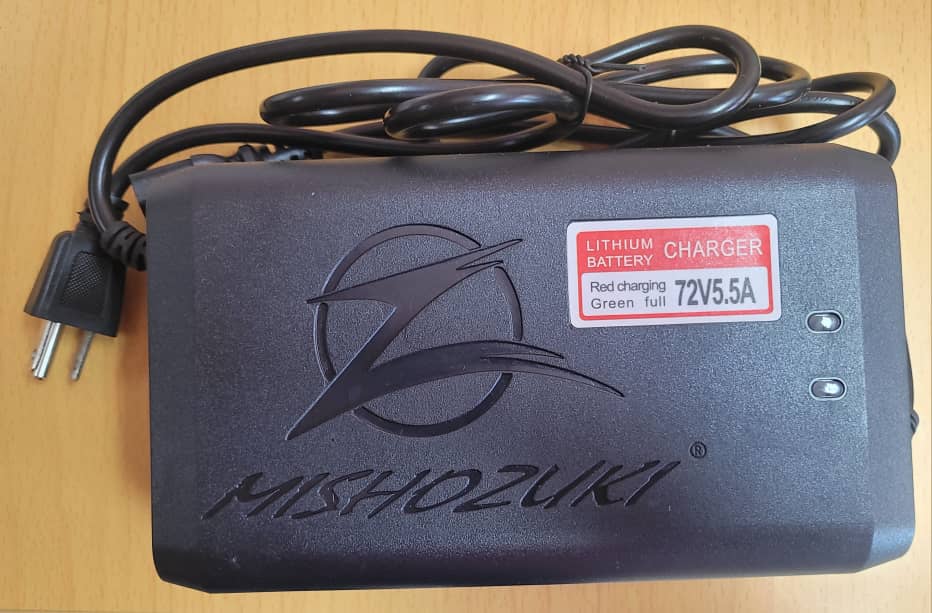 LITHIUM BATTERY CHARGER
Red charging
Green full
72V5.5A
MISHOZUKI®